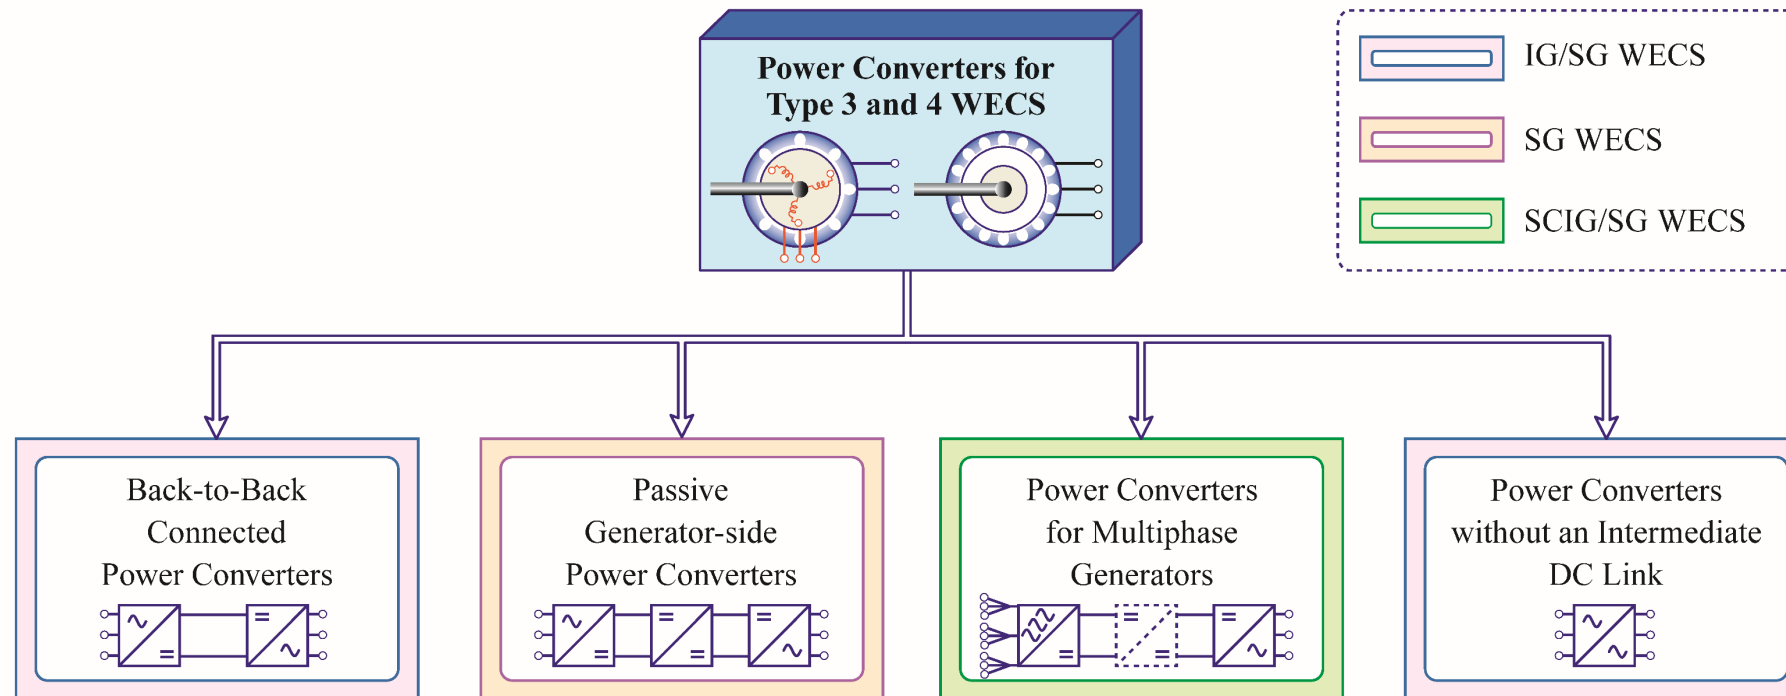 Power Converters for
Type 3 and 4 WECS
IG/SG WECS
SG WECS
SCIG/SG WECS
Back-to-Back
Connected
Power Converters
Passive
Generator-side
Power Converters
Power Converters
for Multiphase
Generators
Power Converters
without an Intermediate
DC Link